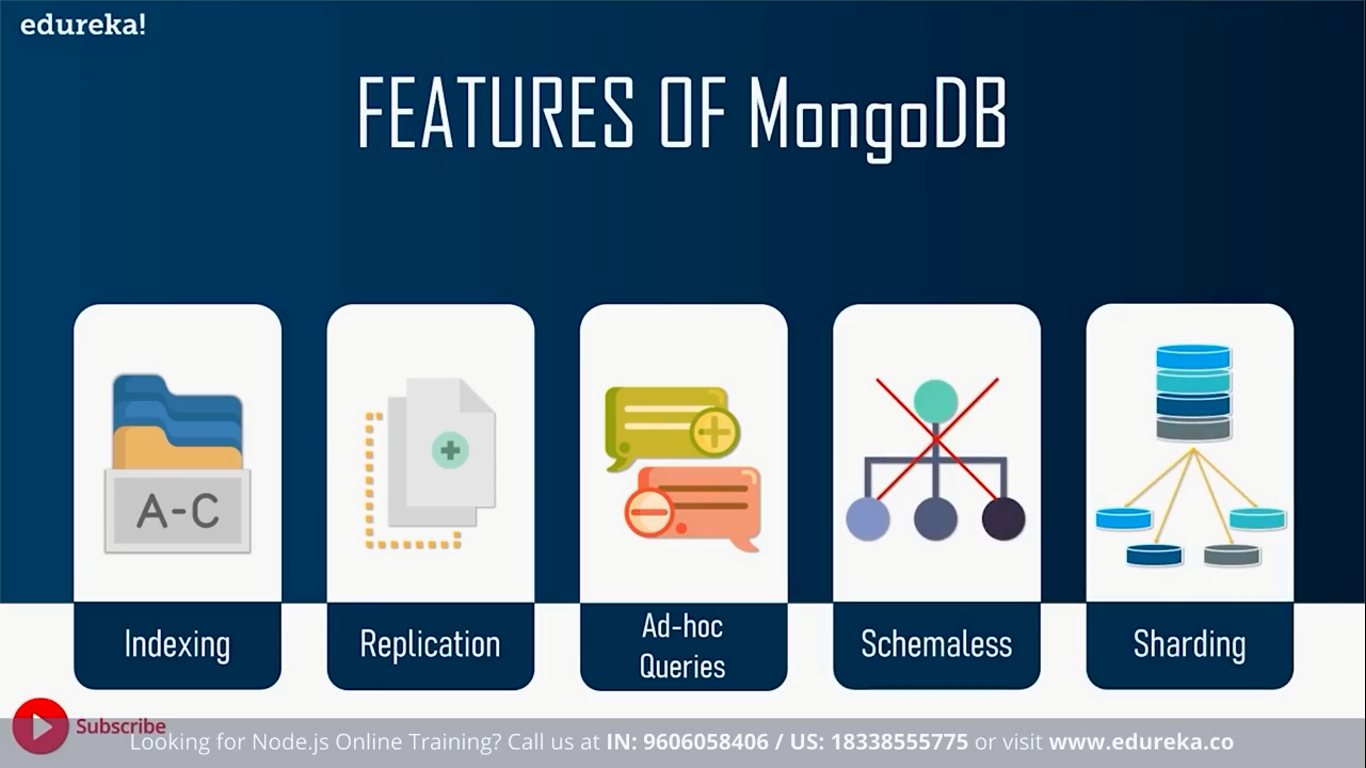 edureka!
FEATURES OF MongoDB
A-C
Indexing
Replication
Ad-hoc
Queries
Schemaless
Sharding
Subscribe
Looking for Node.js Online Training? Call us at IN: 9606058406 / US: 18338555775 or visit www.edureka.co